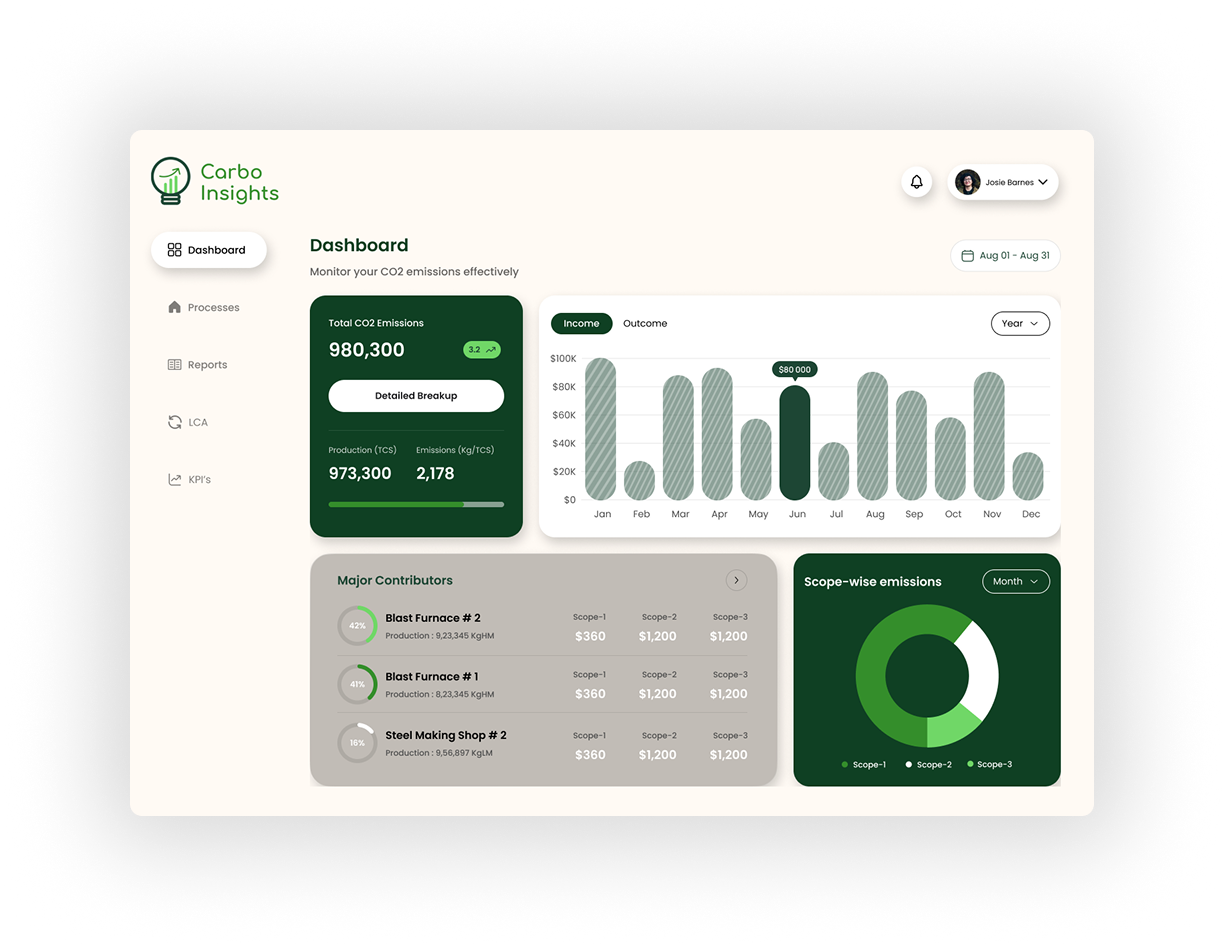 Carbo
Insights
Josie Barnes
Dashboard
Processes
Reports
LCA
KPI's
Dashboard
Monitor your CO2 emissions effectively
Aug 01 - Aug 31
Total CO2 Emissions
980,300
3.2
Detailed Breakup
Production (TCS)
Emissions (Kg/TCS)
973,300
2,178
Income
Outcome
Year
$100K
$80K
$60K
$40K
$20K
$0
$80 000
Jan
Feb
Mar
Apr
May
Jun
Jul
Aug
Sep
Oct
Nov
Dec
Major Contributors
42%
Blast Furnace # 2
Production : 9,23,345 KgHM
Scope-1
Scope-2
Scope-3
$360
$1,200
$1,200
41%
Blast Furnace # 1
Production : 8,23,345 KgHM
Scope-1
Scope-2
Scope-3
$360
$1,200
$1,200
16%
Steel Making Shop # 2
Production : 9,56,897 KgLM
Scope-1
Scope-2
Scope-3
$360
$1,200
$1,200
Scope-wise emissions
Month
Scope-1
Scope-2
Scope-3